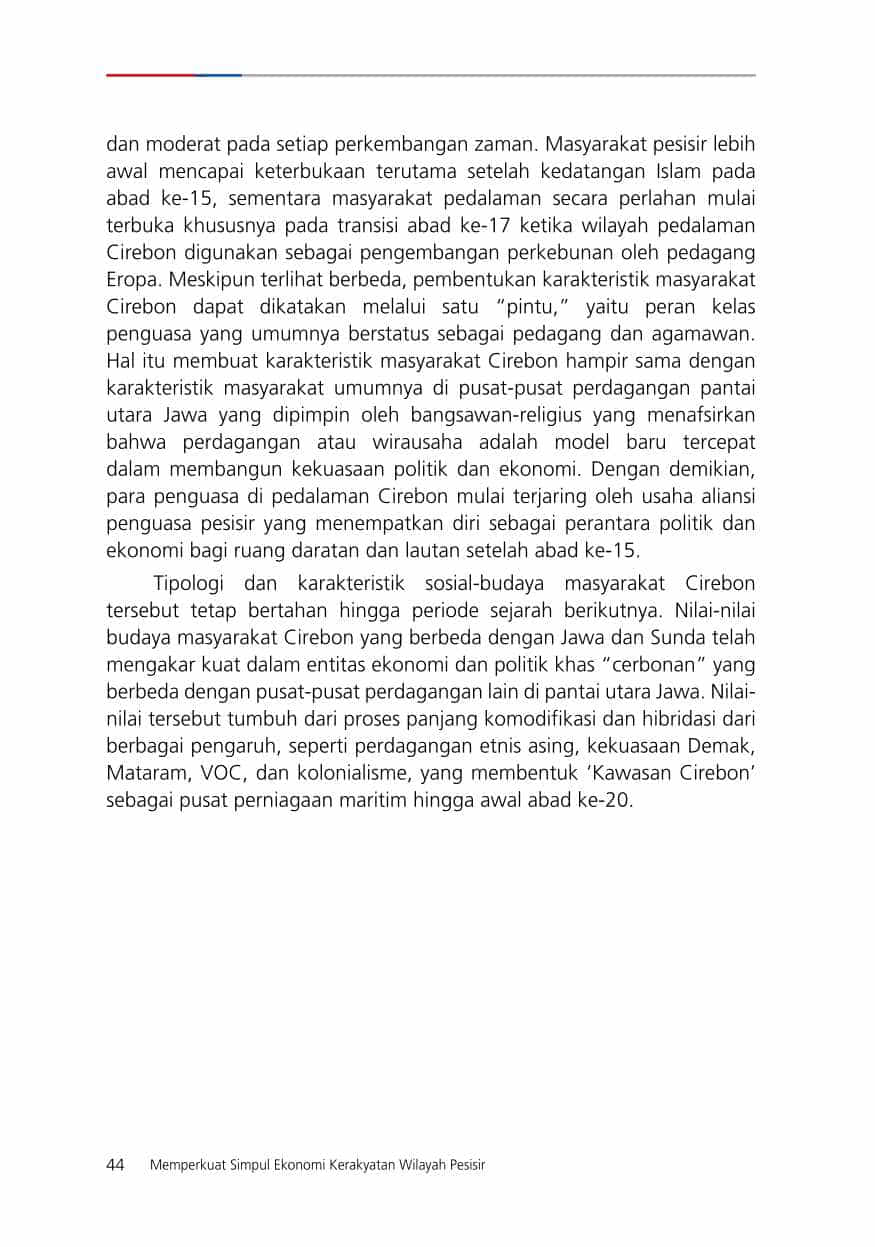 dan moderat pada setiap perkembangan zaman. Masyarakat pesisir lebih
awal mencapai keterbukaan terutama setelah kedatangan Islam pada
abad ke-15, sementara masyarakat pedalaman secara perlahan mulai
terbuka khususnya pada transisi abad ke-17 ketika wilayah pedalaman
Cirebon digunakan sebagai pengembangan perkebunan oleh pedagang
Eropa. Meskipun terlihat berbeda, pembentukan karakteristik masyarakat
Cirebon dapat dikatakan melalui satu “pintu,” yaitu peran kelas
penguasa yang umumnya berstatus sebagai pedagang dan agamawan.
Hal itu membuat karakteristik masyarakat Cirebon hampir sama dengan
karakteristik masyarakat umumnya di pusat-pusat perdagangan pantai
utara Jawa yang dipimpin oleh bangsawan-religius yang menafsirkan
bahwa perdagangan atau wirausaha adalah model baru tercepat
dalam membangun kekuasaan politik dan ekonomi. Dengan demikian,
para penguasa di pedalaman Cirebon mulai terjaring oleh usaha aliansi
penguasa pesisir yang menempatkan diri sebagai perantara politik dan
ekonomi bagi ruang daratan dan lautan setelah abad ke-15.
Tipologi dan karakteristik sosial-budaya masyarakat Cirebon
tersebut tetap bertahan hingga periode sejarah berikutnya. Nilai-nilai
budaya masyarakat Cirebon yang berbeda dengan Jawa dan Sunda telah
mengakar kuat dalam entitas ekonomi dan politik khas “cerbonan” yang
berbeda dengan pusat-pusat perdagangan lain di pantai utara Jawa. Nilai-
nilai tersebut tumbuh dari proses panjang komodifikasi dan hibridasi dari
berbagai pengaruh, seperti perdagangan etnis asing, kekuasaan Demak,
Mataram, VOC, dan kolonialisme, yang membentuk ‘Kawasan Cirebon’
sebagai pusat perniagaan maritim hingga awal abad ke-20.
44 Memperkuat Simpul Ekonomi Kerakyatan Wilayah Pesisir